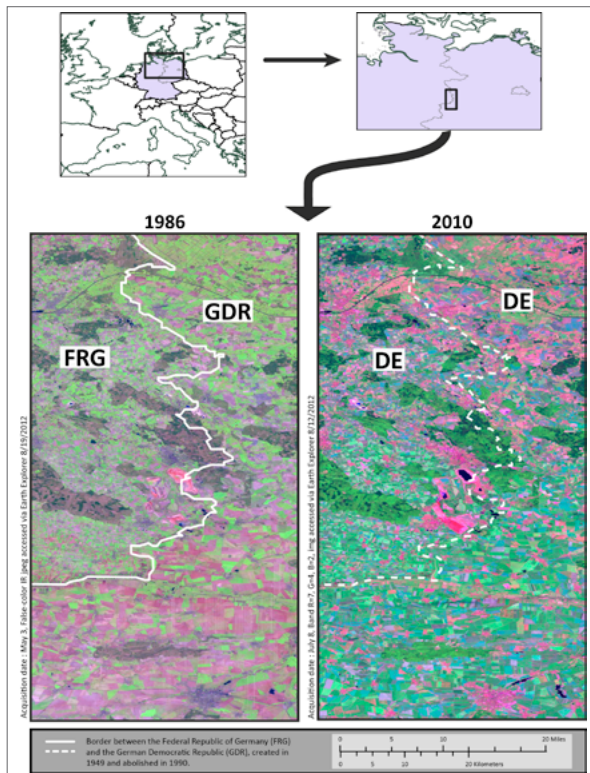 1986
2010
GDR
FRG
DE
DE
Acquisition date : May 3, False-color IR jpeg accessed via Earth Explorer 8/19/2012
Acquisition date : July 8, Band R=7, G=4, B=2, img accessed via Earth Explorer 8/12/2012
Border between the Federal Republic of Germany (FRG)
and the German Democratic Republic (GDR), created in
1949 and abolished in 1990.
0 5 10 20 Miles
0 5 10 20 Kilometers